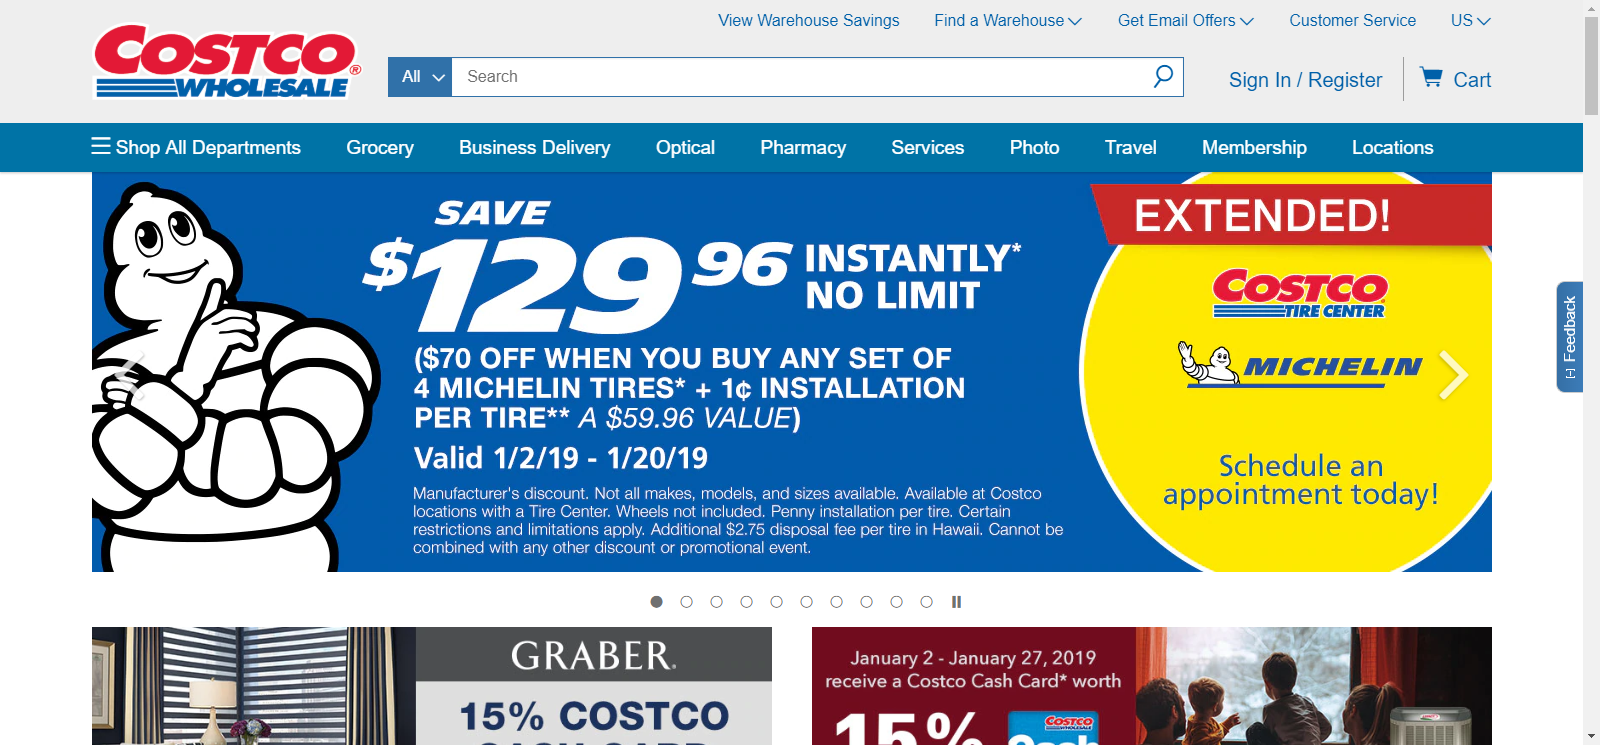 View Warehouse Savings
Find a Warehouse
Get Email Offers
Customer Service
US
COSTCO®
WHOLESALE
All
Search
Sign In / Register
Cart
Shop All Departments
Grocery
Business Delivery
Optical
Pharmacy
Services
Photo
Travel
Membership
Locations
SAVE
$129 96
INSTANTLY*
NO LIMIT
($70 OFF WHEN YOU BUY ANY SET OF
4 MICHELIN TIRES* + 1¢ INSTALLATION
PER TIRE** A $59.96 VALUE)
Valid 1/2/19 - 1/20/19
Manufacturer's discount. Not all makes, models, and sizes available. Available at Costco
locations with a Tire Center. Wheels not included. Penny installation per tire. Certain
restrictions and limitations apply. Additional $2.75 disposal fee per tire in Hawaii. Cannot be
combined with any other discount or promotional event.
EXTENDED!
COSTCO
TIRE CENTER
MICHELIN
Schedule an
appointment today!
[-] Feedback
GRABER®
15% COSTCO
CASH CARD
January 2 - January 27, 2019
receive a Costco Cash Card* worth
15%
COSTCO
WHOLESALE
Cash